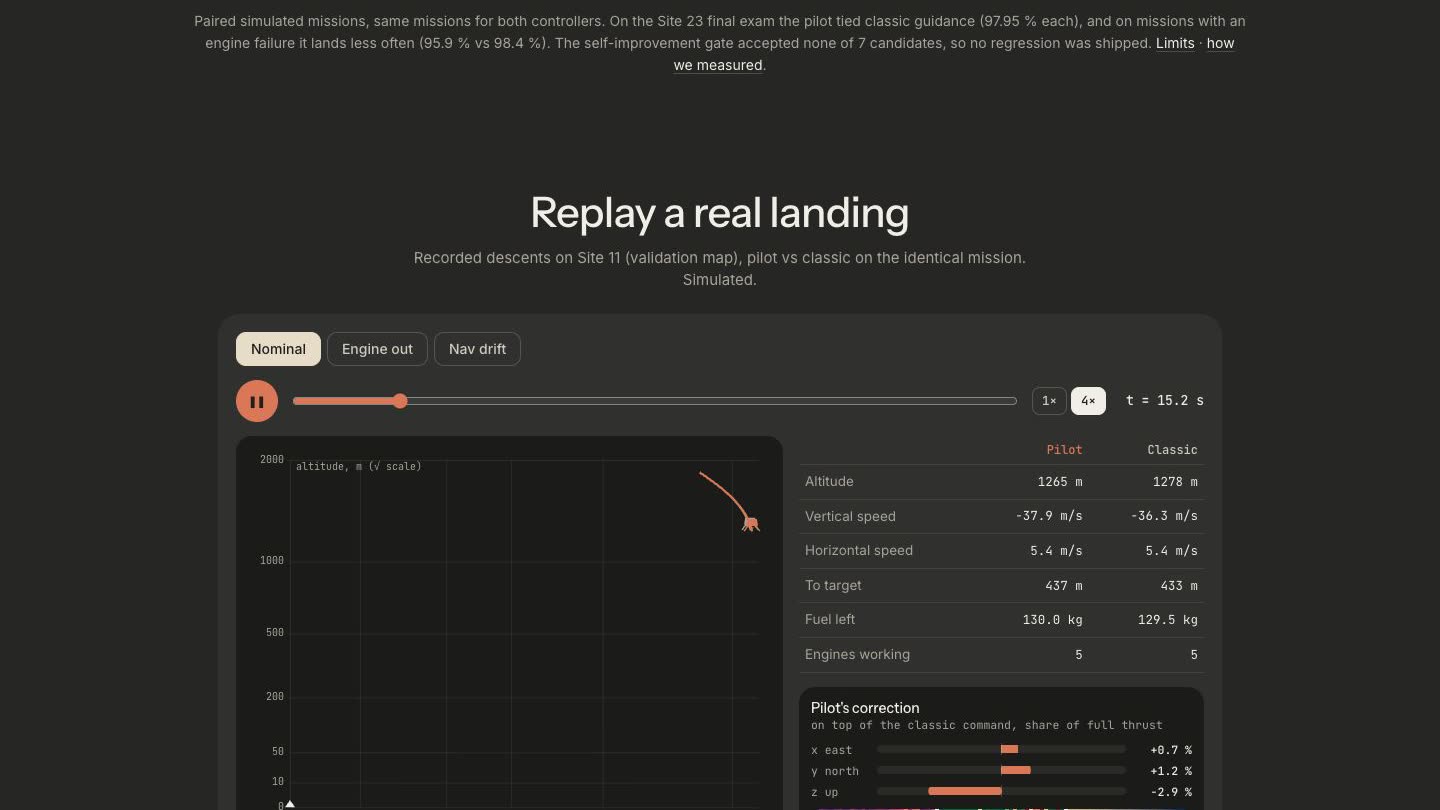 Paired simulated missions, same missions for both controllers. On the Site 23 final exam the pilot tied classic guidance (97.95 % each), and on missions with an
engine failure it lands less often (95.9 % vs 98.4 %). The self-improvement gate accepted none of 7 candidates, so no regression was shipped. Limits · how
we measured.
Replay a real landing
Recorded descents on Site 11 (validation map), pilot vs classic on the identical mission.
Simulated.
Nominal Engine out Nav drift
1× 4× t = 15.2 s
2000 altitude, m (√ scale)
1000
500
200
50
10
0
Pilot Classic
Altitude 1265 m 1278 m
Vertical speed -37.9 m/s -36.3 m/s
Horizontal speed 5.4 m/s 5.4 m/s
To target 437 m 433 m
Fuel left 130.0 kg 129.5 kg
Engines working 5 5
Pilot's correction
on top of the classic command, share of full thrust
x east +0.7 %
y north +1.2 %
z up -2.9 %